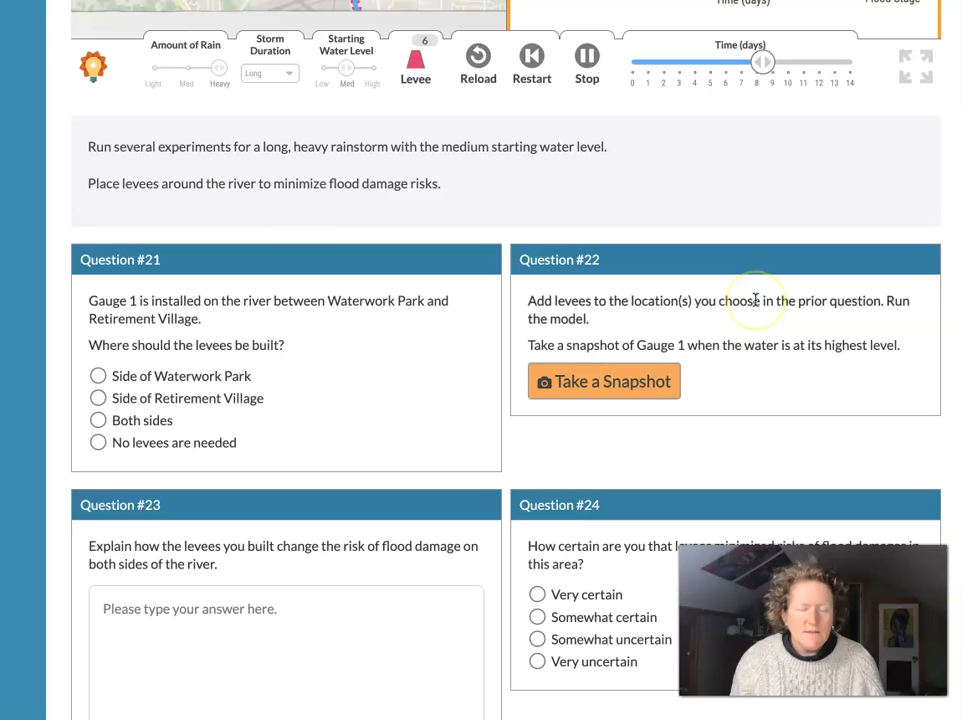 Time (days)
Amount of Rain
Storm
Duration
Starting
Water Level
6
Time (days)
Long
Light Med Heavy
Low Med High
Levee
Reload
Restart
Stop
0 1 2 3 4 5 6 7 8 9 10 11 12 13 14
Run several experiments for a long, heavy rainstorm with the medium starting water level.
Place levees around the river to minimize flood damage risks.
Question #21
Gauge 1 is installed on the river between Waterwork Park and
Retirement Village.
Where should the levees be built?
Side of Waterwork Park
Side of Retirement Village
Both sides
No levees are needed
Question #22
Add levees to the location(s) you choose in the prior question. Run
the model.
Take a snapshot of Gauge 1 when the water is at its highest level.
Take a Snapshot
Question #23
Explain how the levees you built change the risk of flood damage on
both sides of the river.
Please type your answer here.
Question #24
How certain are you that
this area?
Very certain
Somewhat certain
Somewhat uncertain
Very uncertain